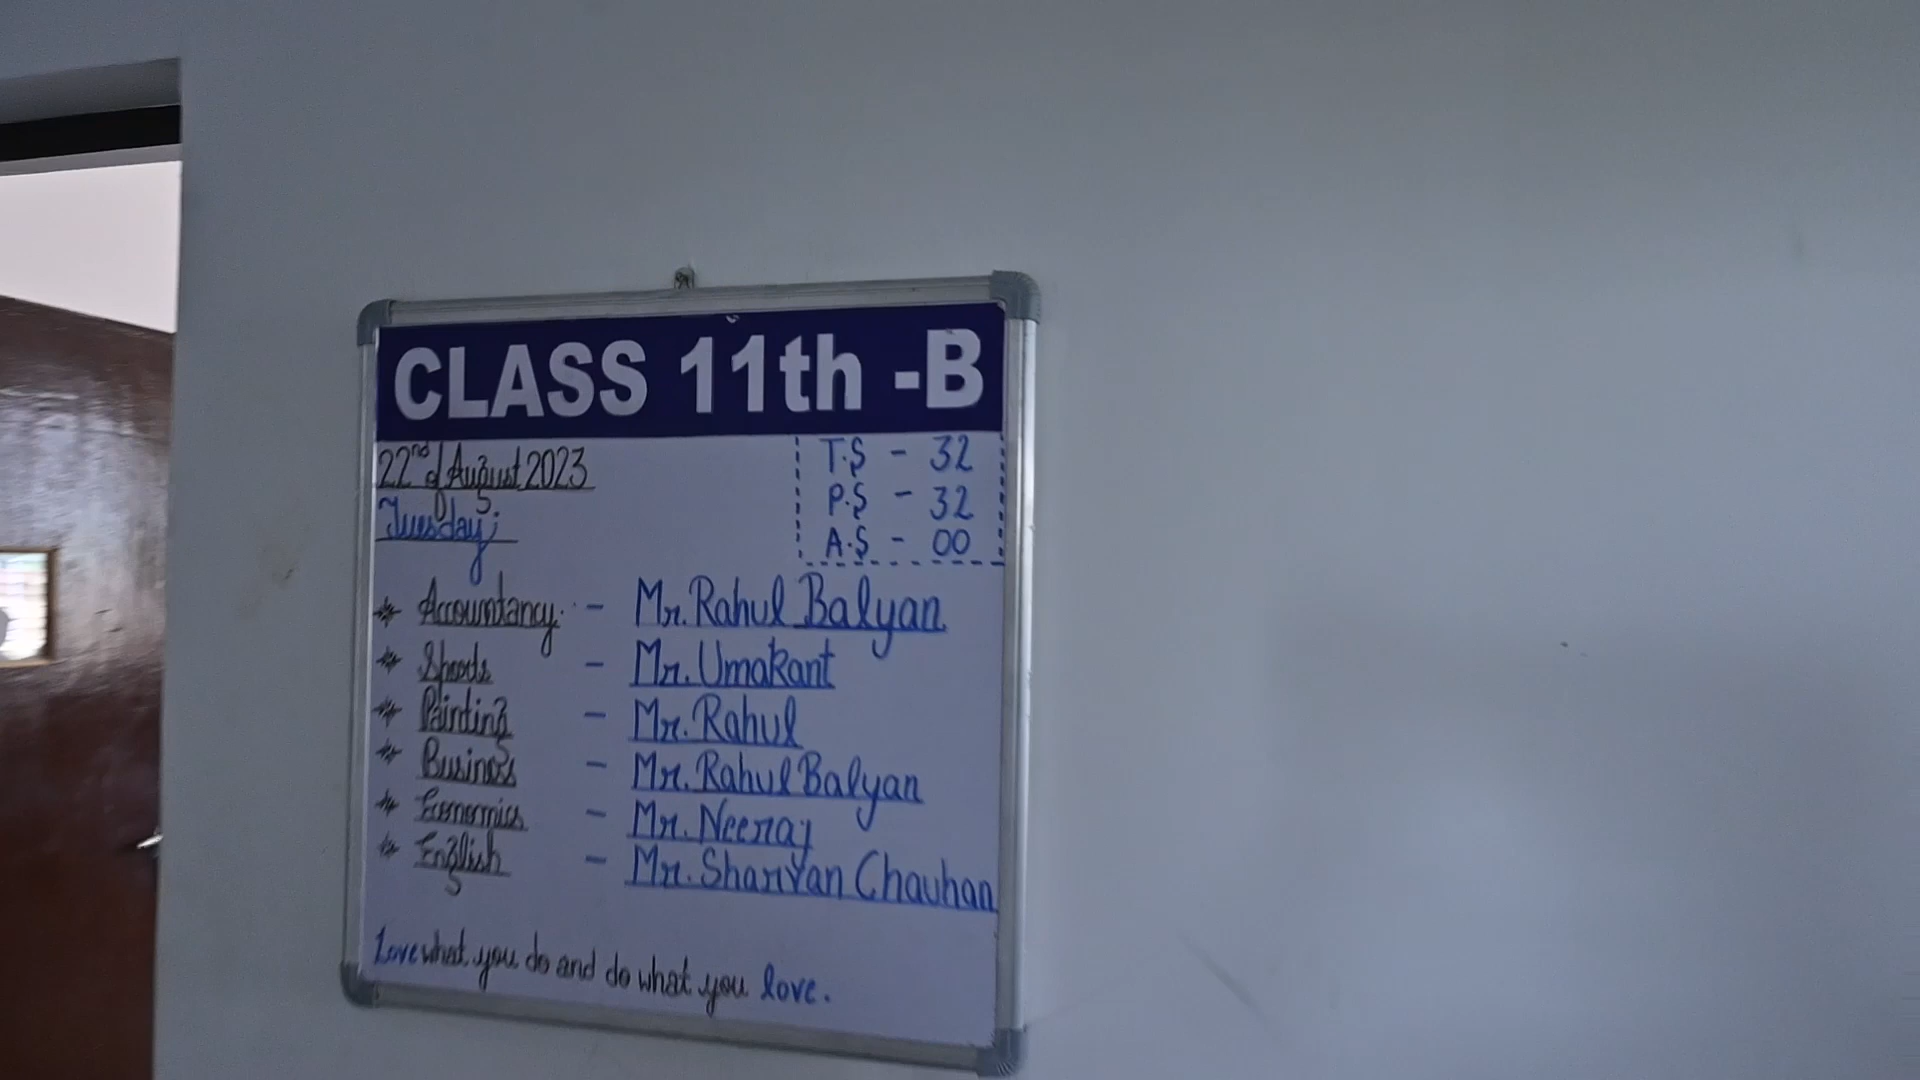 CLASS 11th -B
22nd of August 2023
Tuesday;
T.S - 32
P.S - 32
A.S - 00
Accountancy - Mr. Rahul Balyan
Sports - Mr. Umakant
Painting - Mr. Rahul
Business - Mr. Rahul Balyan
Economics - Mr. Neeraj
English - Mr. Sharvan Chauhan
Love what you do and do what you love.